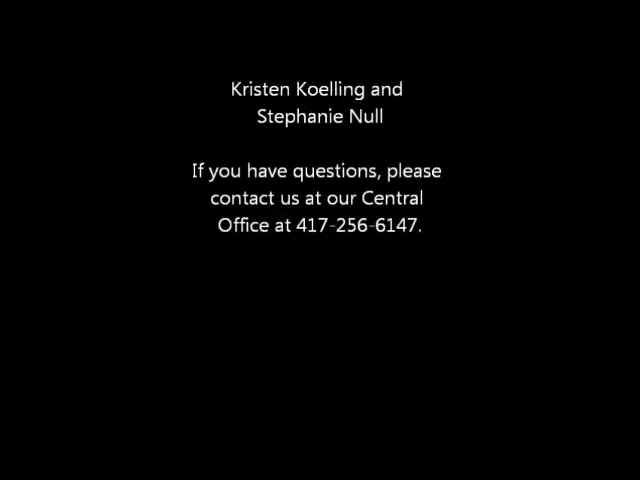 Kristen Koelling and
Stephanie Null
If you have questions, please
contact us at our Central
Office at 417-256-6147.